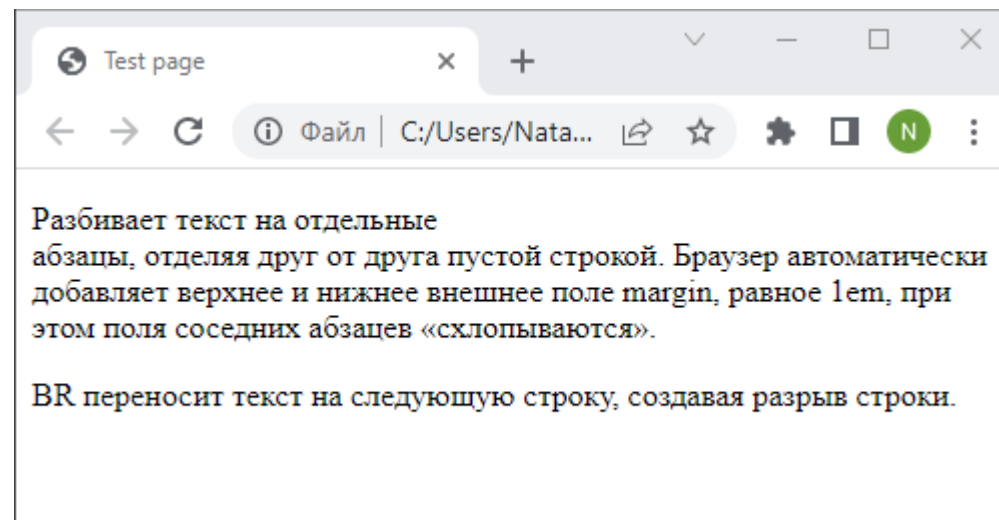 Test page
Файл C:/Users/Nata...
N
Разбивает текст на отдельные
абзацы, отделяя друг от друга пустой строкой. Браузер автоматически
добавляет верхнее и нижнее внешнее поле margin, равное 1em, при
этом поля соседних абзацев «схлопываются».
BR переносит текст на следующую строку, создавая разрыв строки.